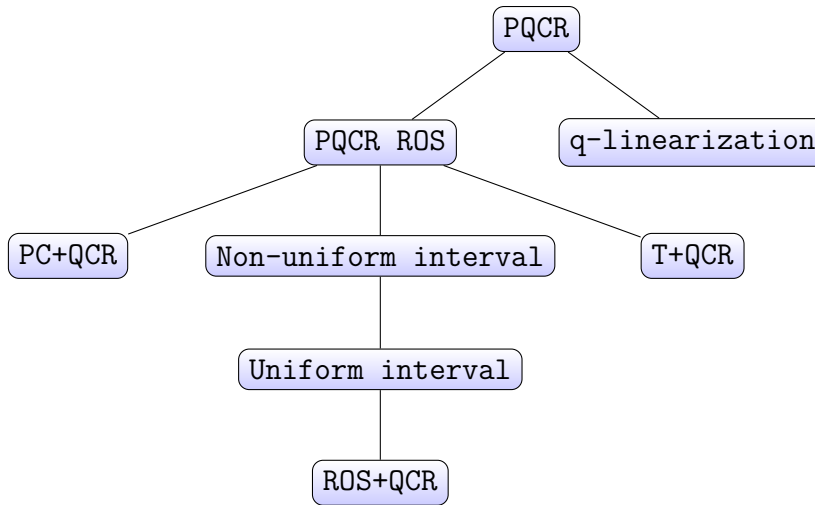 PQCR
PQCR ROS
q-linearization
PC+QCR
Non-uniform interval
T+QCR
Uniform interval
ROS+QCR